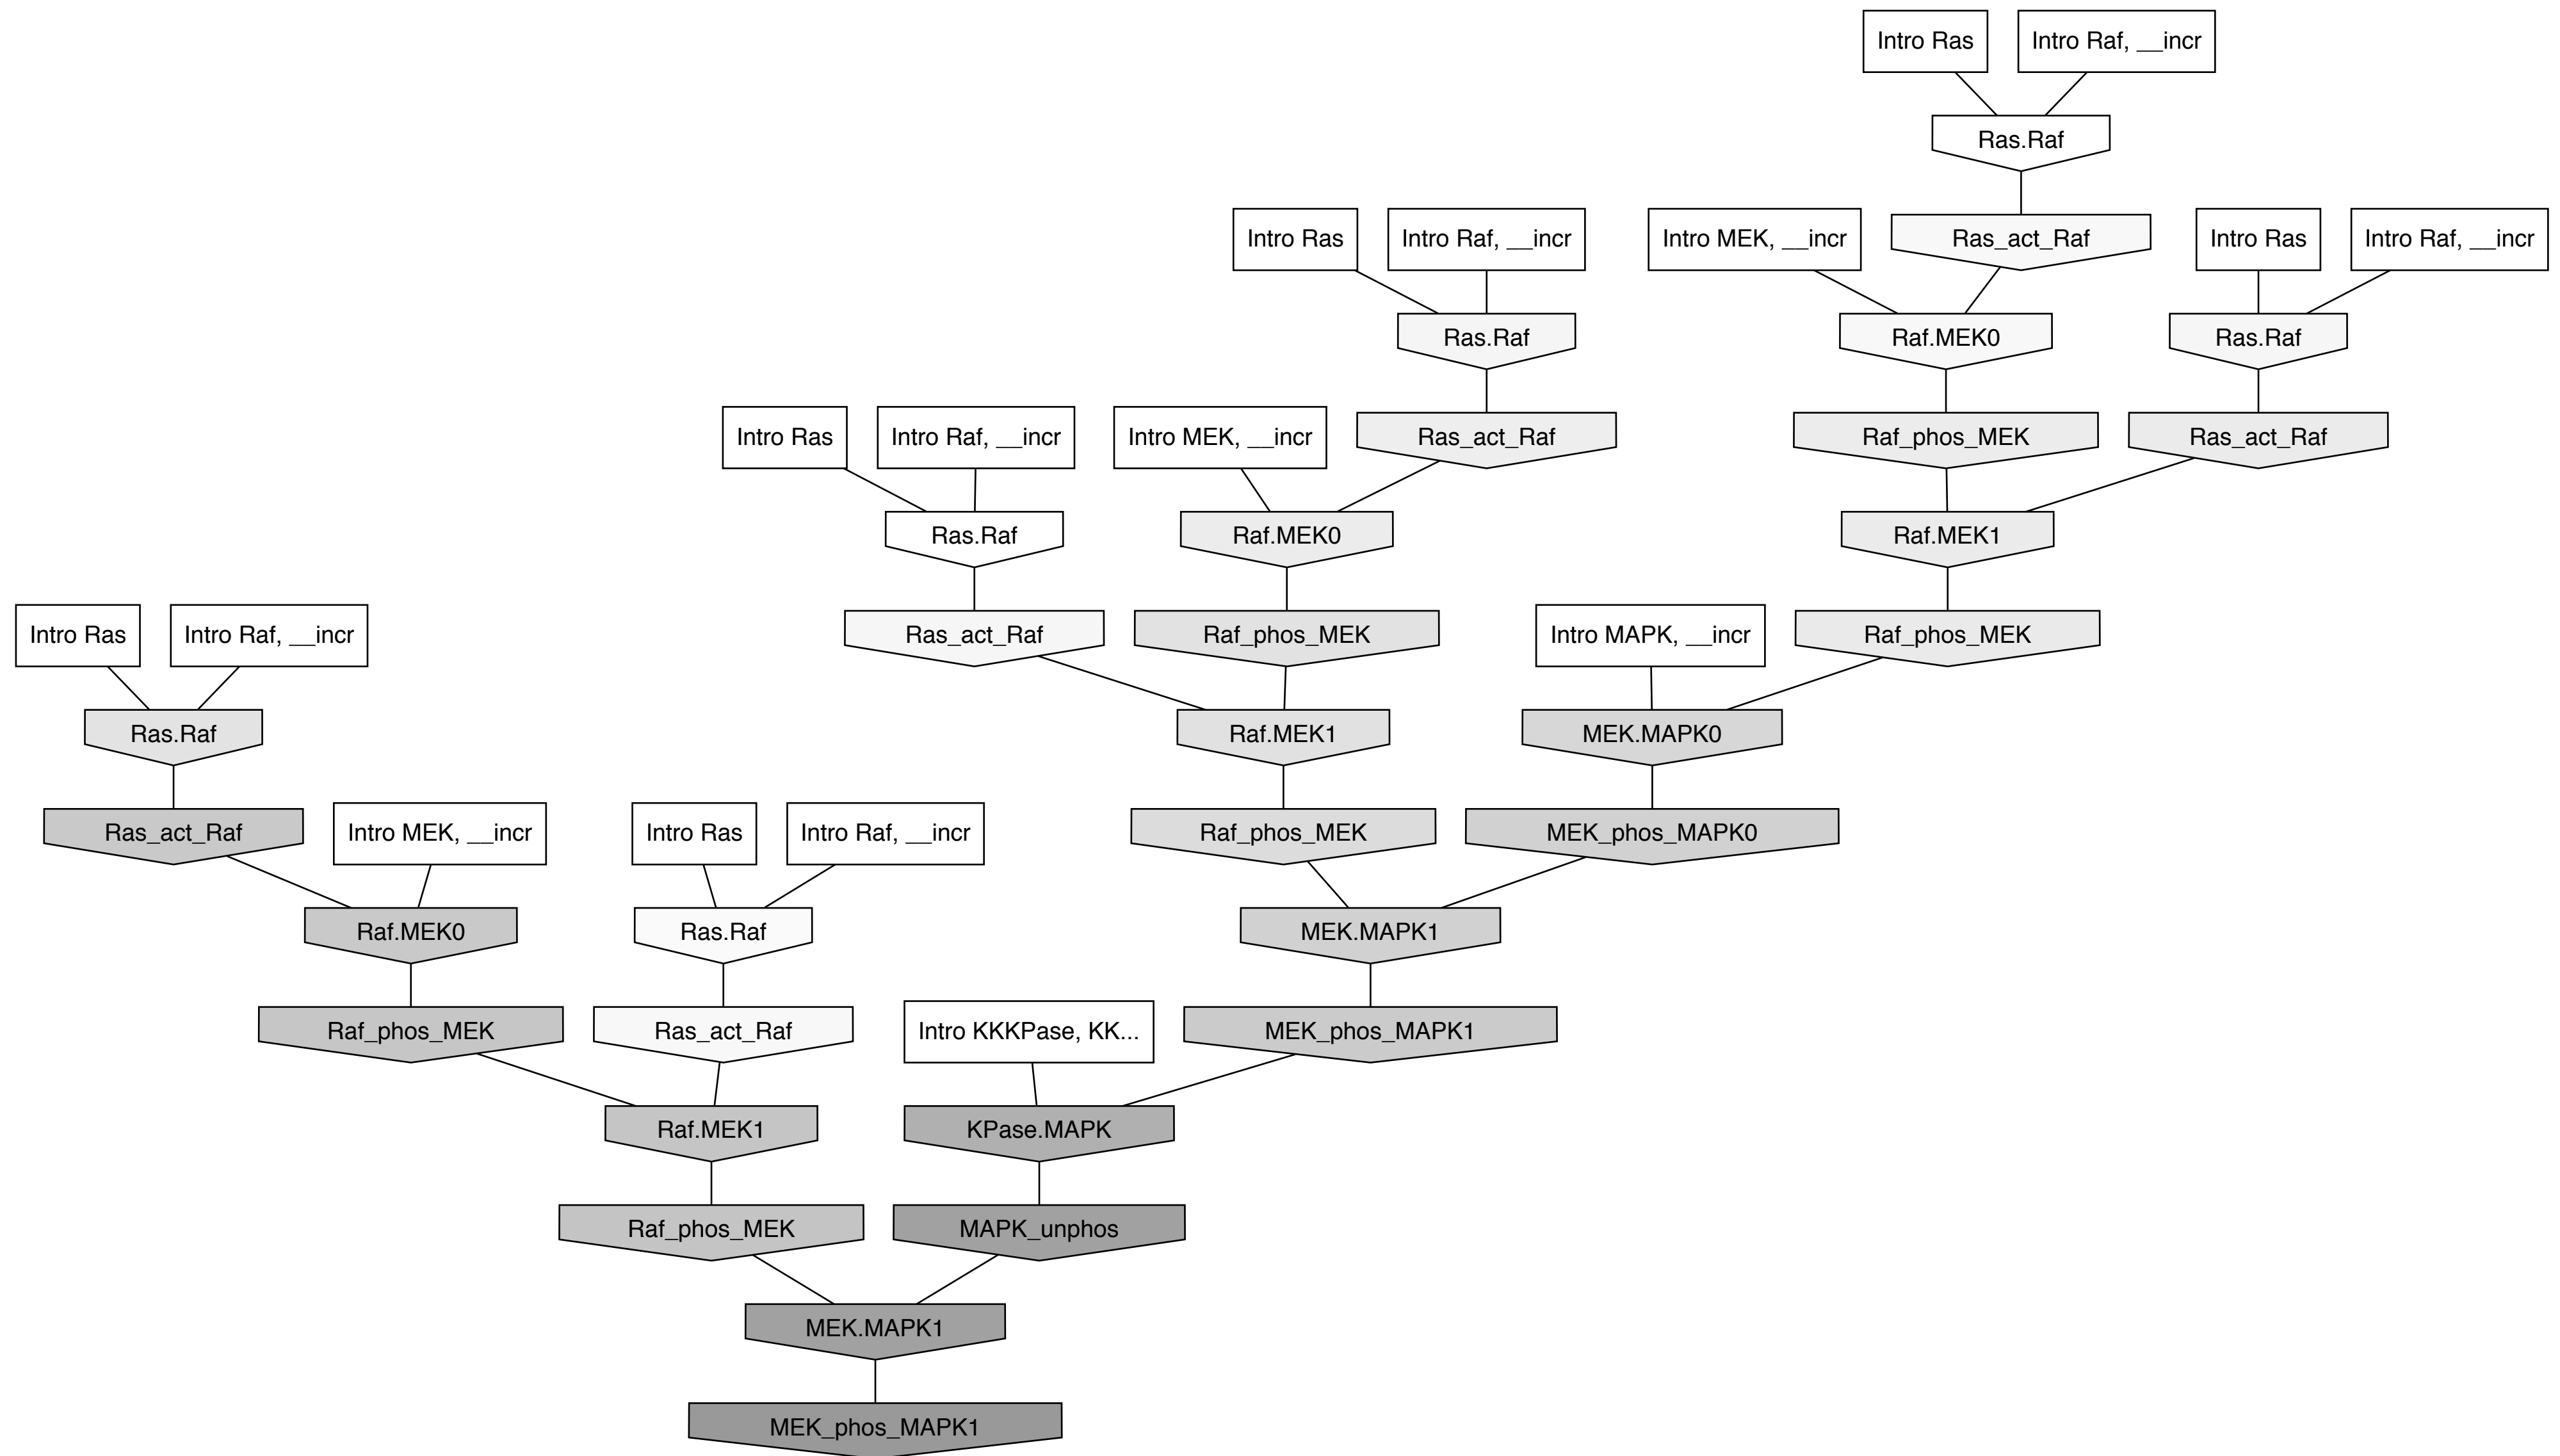 Intro Ras
Intro Raf, __incr
Ras.Raf
Intro Ras
Intro Raf, __incr
Intro MEK, __incr
Ras_act_Raf
Intro Ras
Intro Raf, __incr
Ras.Raf
Raf.MEK0
Ras.Raf
Intro Ras
Intro Raf, __incr
Intro MEK, __incr
Ras_act_Raf
Raf_phos_MEK
Ras_act_Raf
Ras.Raf
Raf.MEK0
Raf.MEK1
Intro Ras
Intro Raf, __incr
Ras_act_Raf
Raf_phos_MEK
Intro MAPK, __incr
Raf_phos_MEK
Ras.Raf
Raf.MEK1
MEK.MAPK0
Ras_act_Raf
Intro MEK, __incr
Intro Ras
Intro Raf, __incr
Raf_phos_MEK
MEK_phos_MAPK0
Raf.MEK0
Ras.Raf
MEK.MAPK1
Raf_phos_MEK
Ras_act_Raf
Intro KKKPase, KK...
MEK_phos_MAPK1
Raf.MEK1
KPase.MAPK
Raf_phos_MEK
MAPK_unphos
MEK.MAPK1
MEK_phos_MAPK1